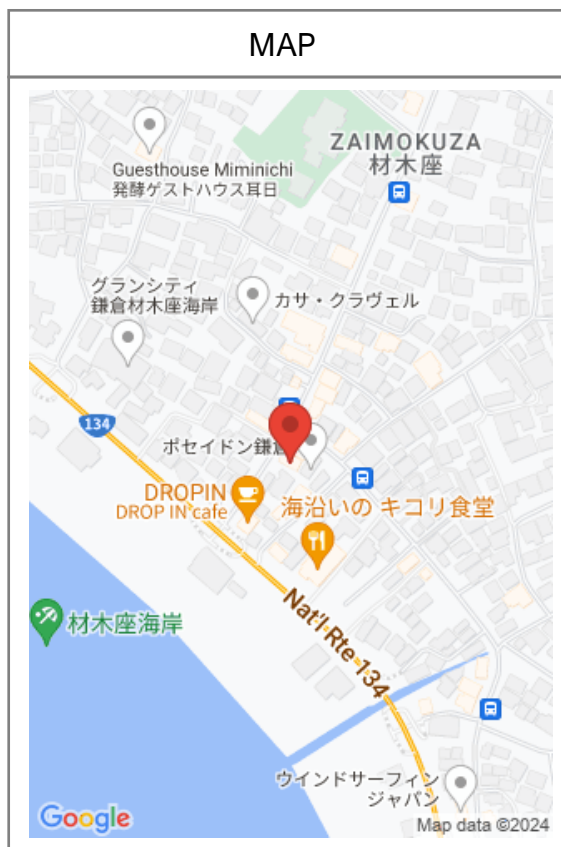 MAP
ZAIMOKUZA
材木座
Guesthouse Miminichi
発酵ゲストハウス耳日
グランシティ
鎌倉材木座海岸
カサ・クラヴェル
134
ポセイドン鎌倉
DROPIN
DROP IN cafe
海沿いの キコリ食堂
材木座海岸
Nat'l Rte 134
ウインドサーフィン
ジャパン
Google
Map data ©2024